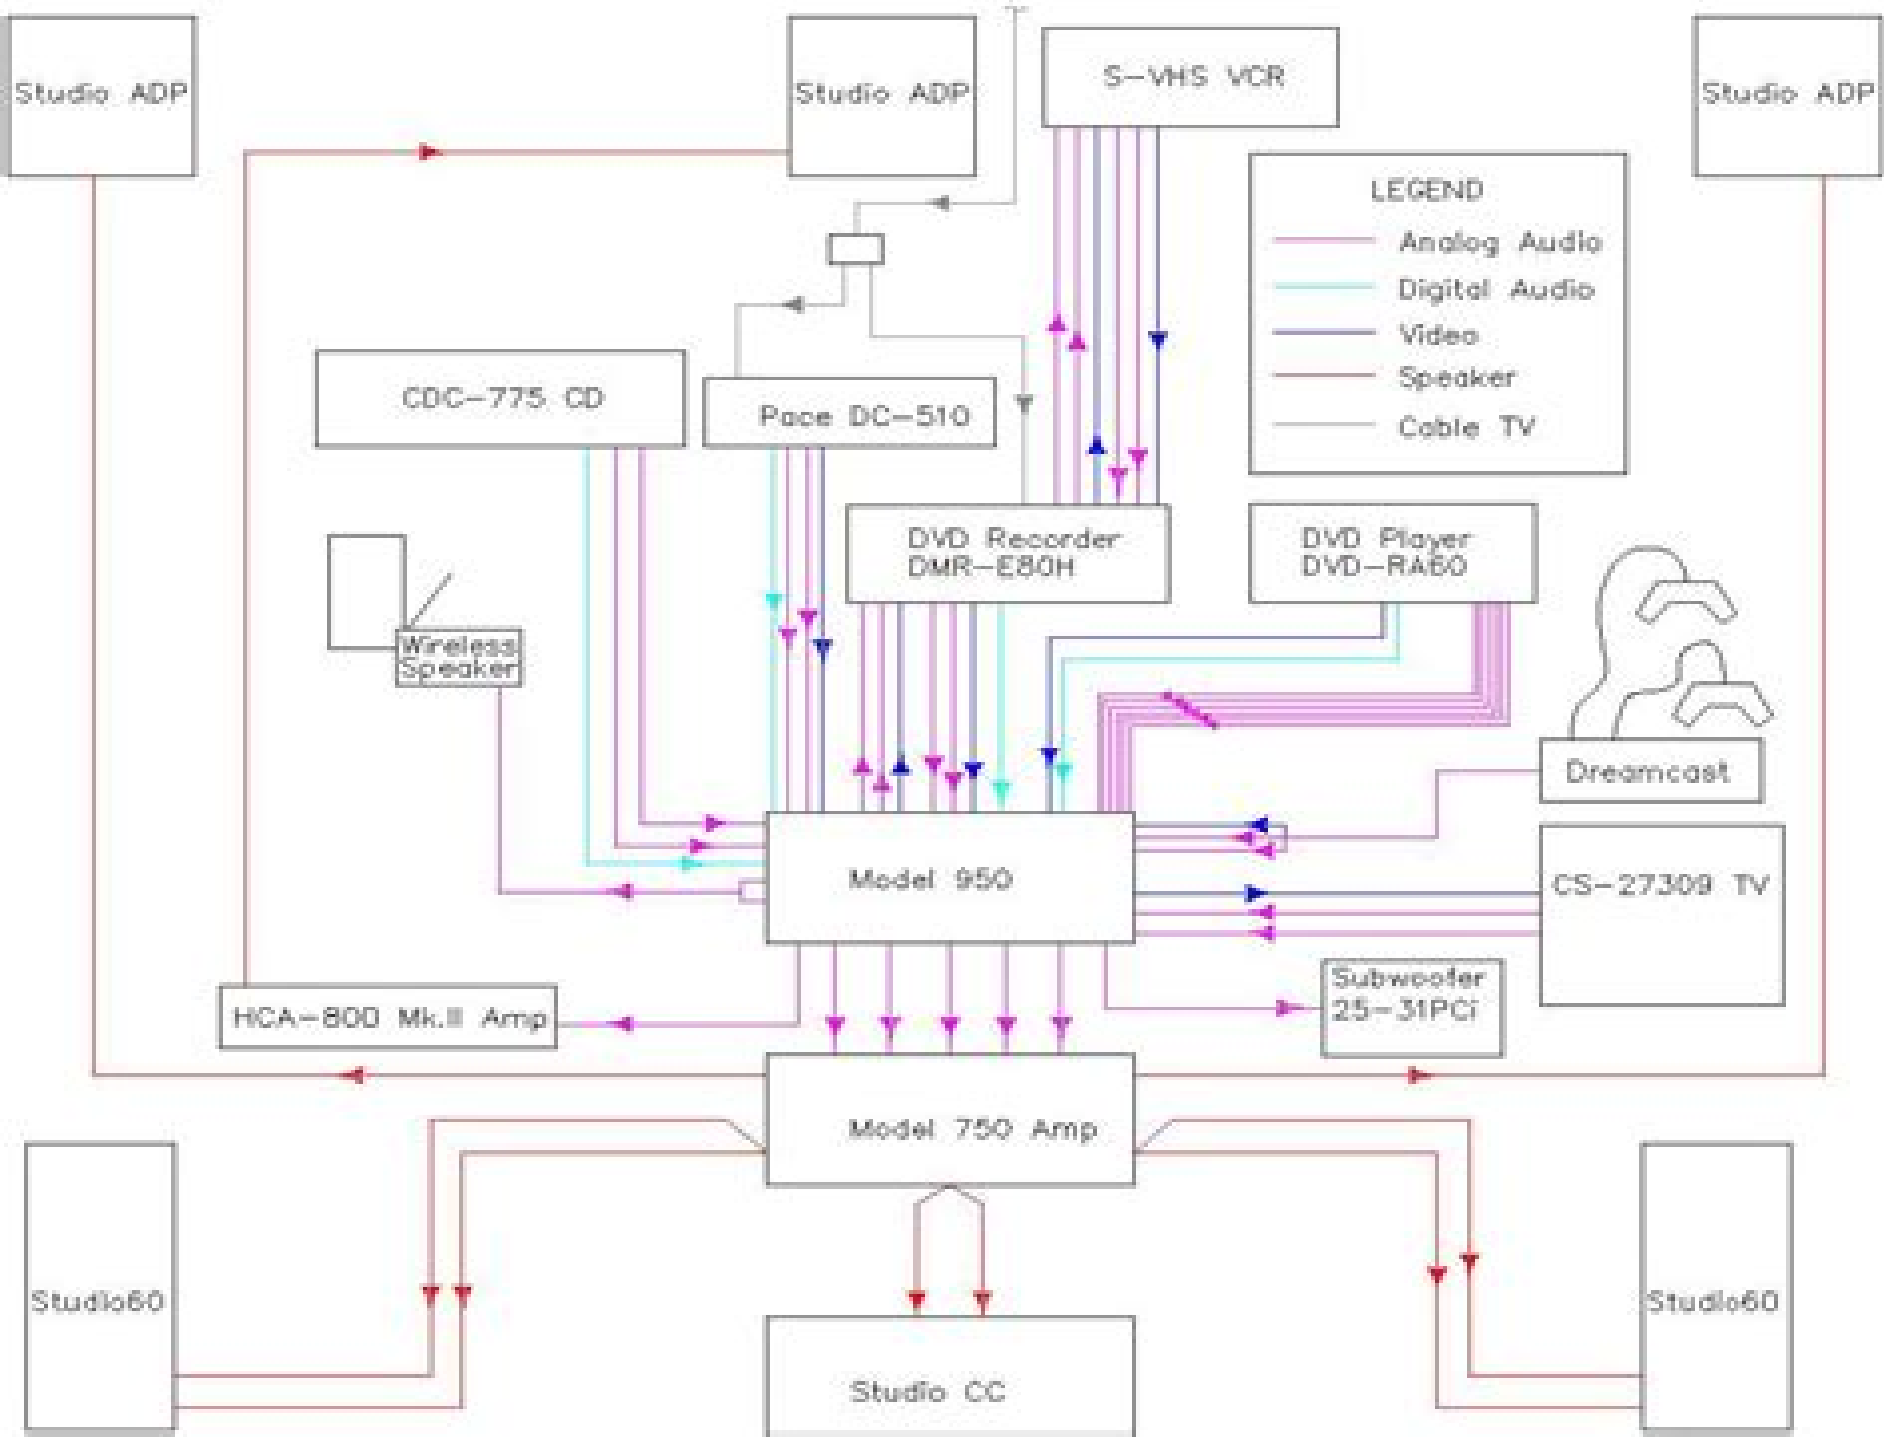 Studio ADP
Studio ADP
S-VHS VCR
Studio ADP
LEGEND
Analog Audio
Digital Audio
Video
Speaker
Cable TV
CDC-775 CD
Pace DC-510
DVD Recorder
DMR-E80H
DVD Player
DVD-RA60
Wireless
Speaker
Dreamcast
Model 950
CS-27309 TV
Subwoofer
25-31PCi
HCA-800 Mk.II Amp
Model 750 Amp
Studio60
Studio60
Studio CC